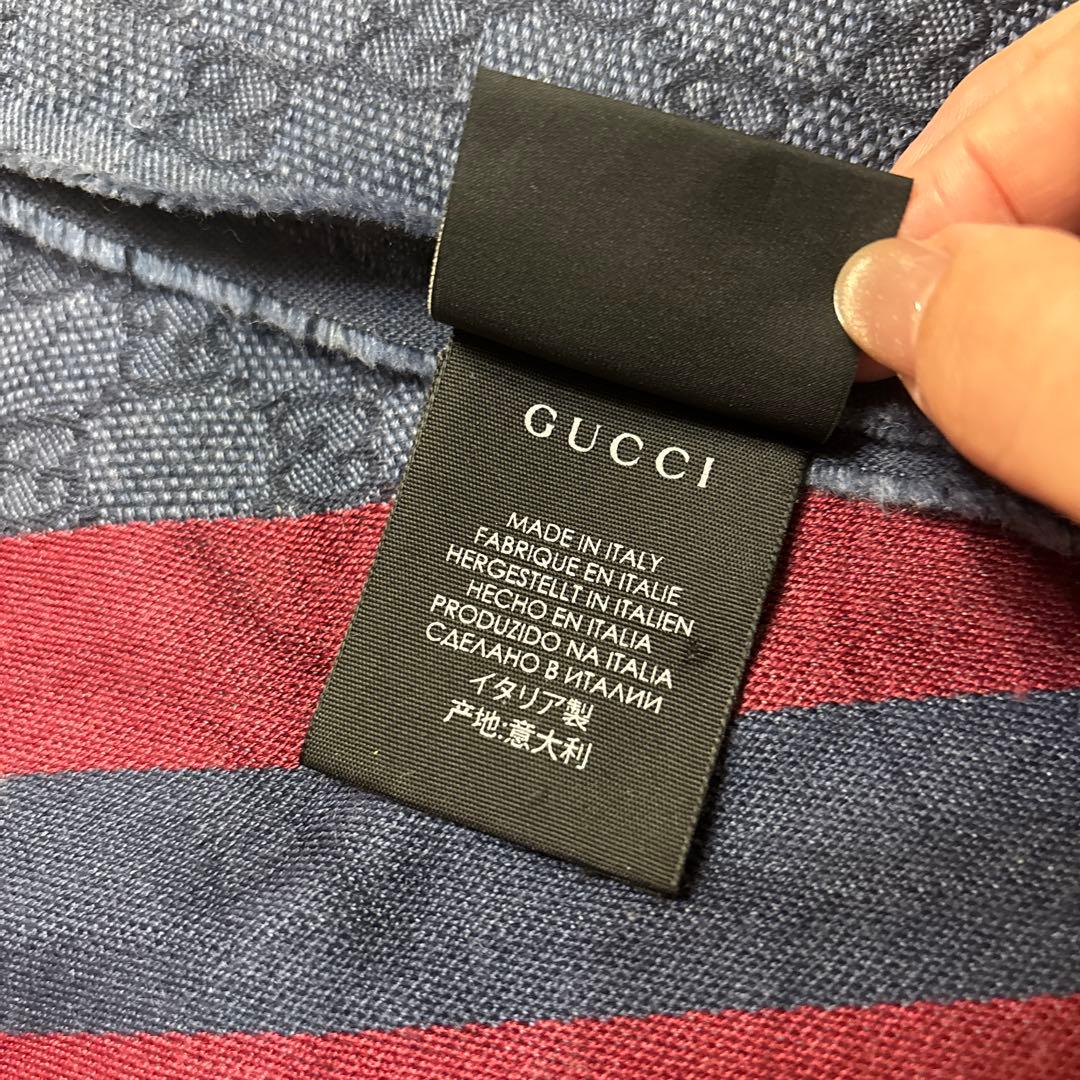 GUCCI
MADE IN ITALY
FABRIQUE EN ITALIE
HERGESTELLT IN ITALIEN
HECHO EN ITALIA
PRODUZIDO NA ITALIA
СДЕЛАНО В ИТАЛИИ
イタリア製
产地:意大利